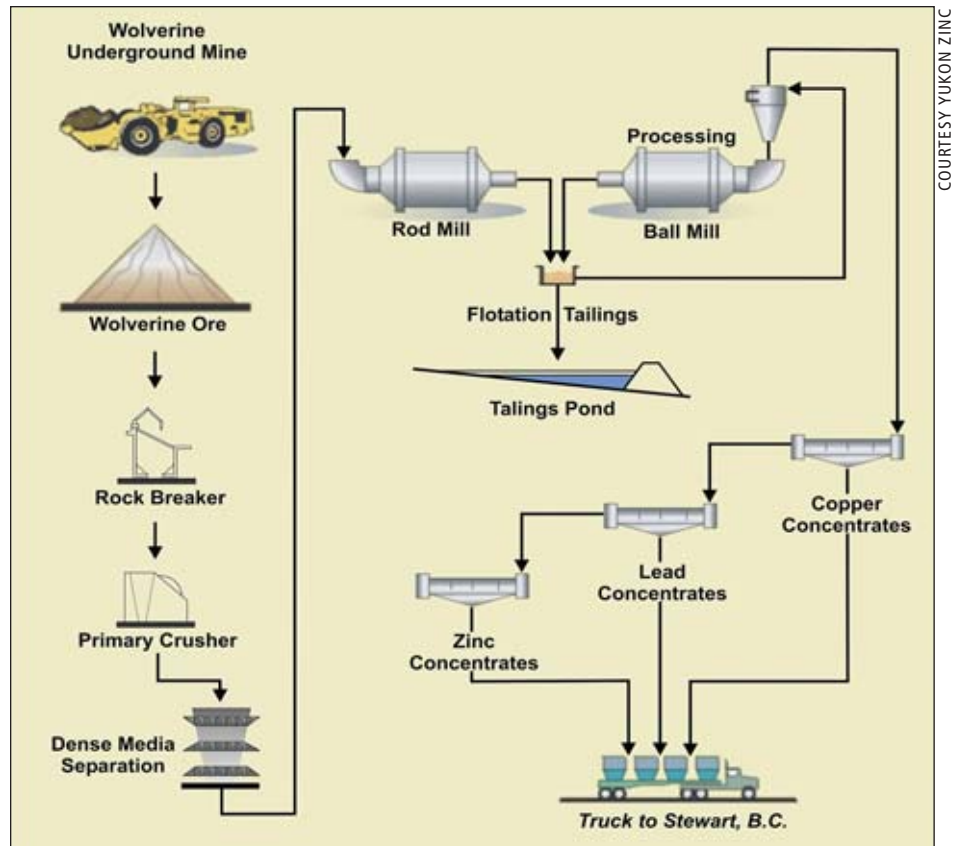 Wolverine
Underground Mine
Wolverine Ore
Rock Breaker
Primary Crusher
Dense Media
Separation
Rod Mill
Processing
Ball Mill
Flotation Tailings
Talings Pond
Copper
Concentrates
Lead
Concentrates
Zinc
Concentrates
Truck to Stewart, B.C.
COURTESY YUKON ZINC